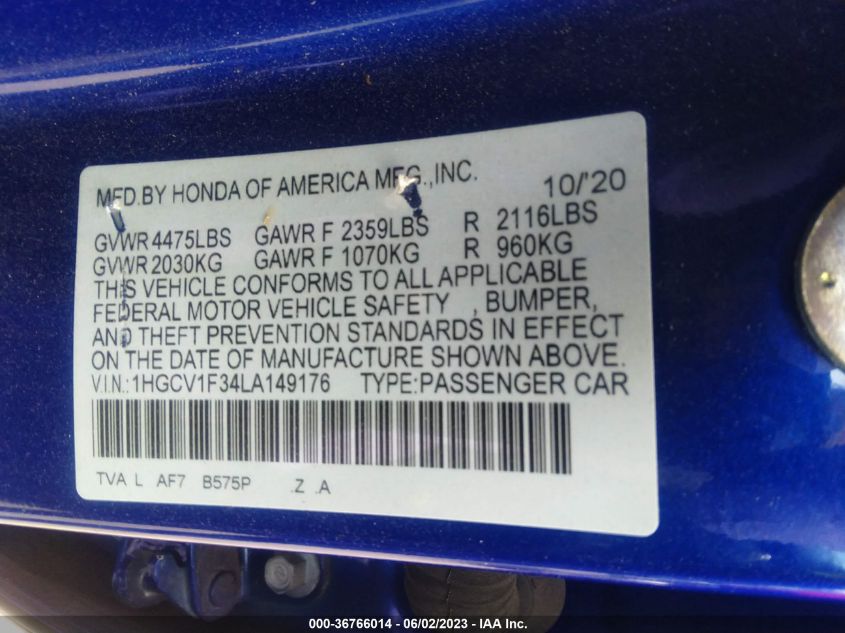 MFD.BY HONDA OF AMERICA MFG.,INC. 10/'20
GVWR 4475LBS GAWR F 2359LBS R 2116LBS
GVWR 2030KG GAWR F 1070KG R 960KG
THIS VEHICLE CONFORMS TO ALL APPLICABLE
FEDERAL MOTOR VEHICLE SAFETY , BUMPER,
AND THEFT PREVENTION STANDARDS IN EFFECT
ON THE DATE OF MANUFACTURE SHOWN ABOVE.
V.I.N.:1HGCV1F34LA149176 TYPE:PASSENGER CAR
TVA L AF7 B575P .Z .A
000-36766014 - 06/02/2023 - IAA Inc.